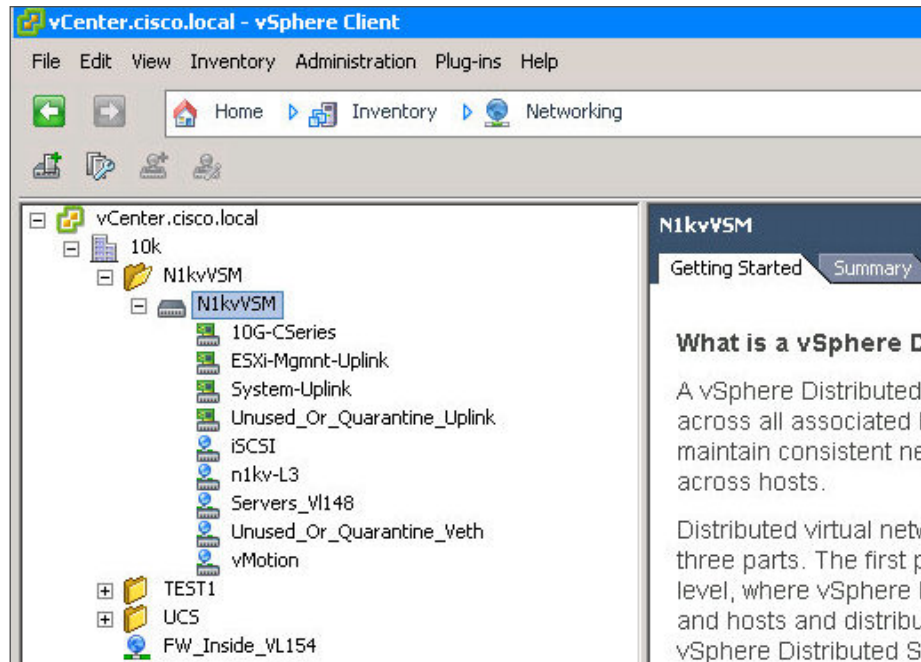 vCenter.cisco.local - vSphere Client
File Edit View Inventory Administration Plug-ins Help
Home Inventory Networking
vCenter.cisco.local
10k
N1kvVSM
N1kvVSM
10G-CSeries
ESXi-Mgmnt-Uplink
System-Uplink
Unused_Or_Quarantine_Uplink
iSCSI
n1kv-L3
Servers_Vl148
Unused_Or_Quarantine_Veth
vMotion
TEST1
UCS
FW_Inside_VL154
N1kvVSM
Getting Started Summary
What is a vSphere
A vSphere Distributed
across all associated
maintain consistent
across hosts.
Distributed virtual
three parts. The first
level, where vSphere
and hosts and
vSphere Distributed